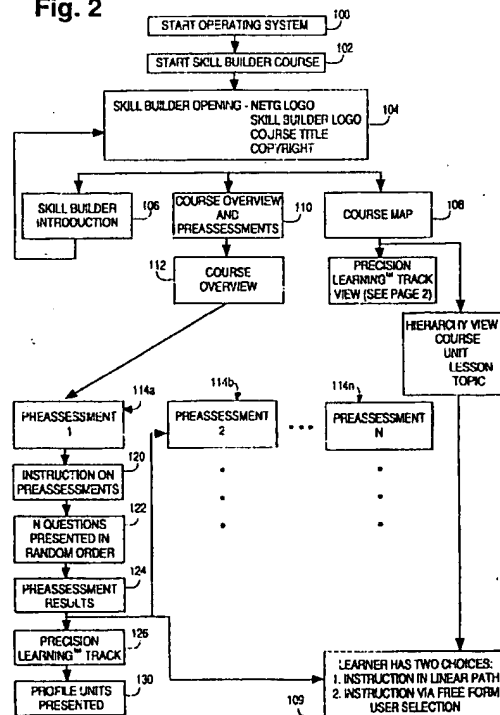 Fig. 2
START OPERATING SYSTEM
100
START SKILL BUILDER COURSE
102
SKILL BUILDER OPENING - NETG LOGO
SKILL BUILDER LOGO
COURSE TITLE
COPYRIGHT
104
SKILL BUILDER
INTRODUCTION
106
COURSE OVERVIEW
AND
PREASSESSMENTS
110
COURSE MAP
108
112
COURSE
OVERVIEW
PRECISION
LEARNING™ TRACK
VIEW (SEE PAGE 2)
HIERARCHY VIEW
COURSE
UNIT
LESSON
TOPIC
PREASSESSMENT
1
114a
PREASSESSMENT
2
114b
• • •
PREASSESSMENT
N
114n
INSTRUCTION ON
PREASSESSMENTS
120
N QUESTIONS
PRESENTED IN
RANDOM ORDER
122
PREASSESSMENT
RESULTS
124
PRECISION
LEARNING™ TRACK
126
PROFILE UNITS
PRESENTED
130
LEARNER HAS TWO CHOICES:
1. INSTRUCTION IN LINEAR PATH
2. INSTRUCTION VIA FREE FORM
USER SELECTION
109